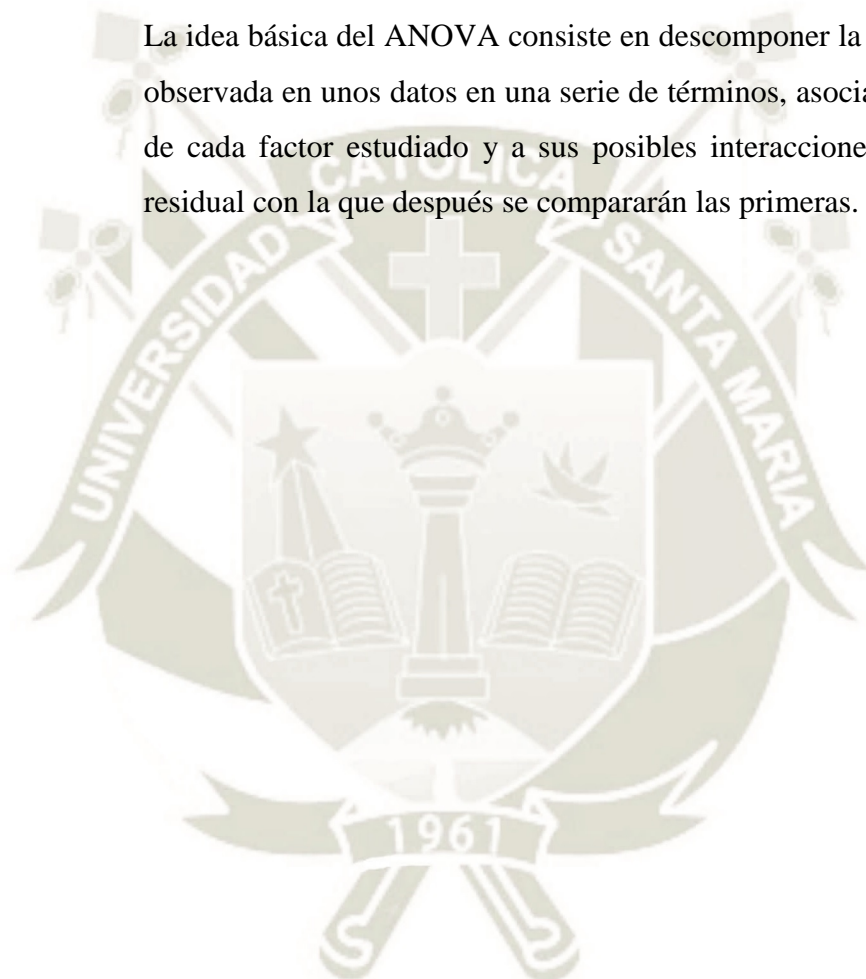 La idea básica del ANOVA consiste en descomponer la
observada en unos datos en una serie de términos, asocia
de cada factor estudiado y a sus posibles interaccione
residual con la que después se compararán las primeras.
CATOLICA
UNIVERSIDAD
SANTA MARIA
1961